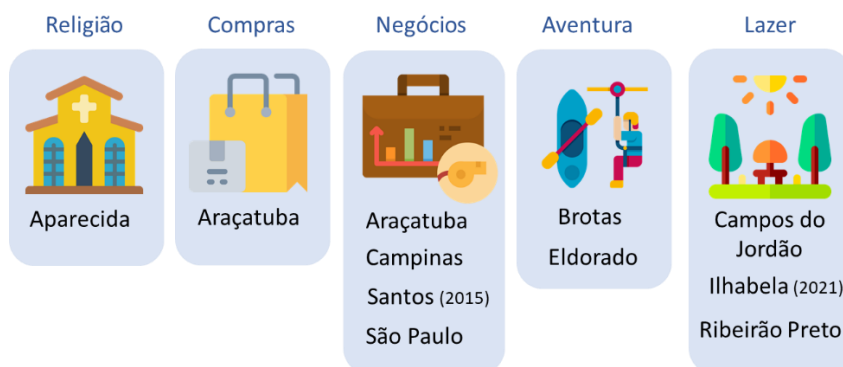 Religião
Aparecida
Compras
Araçatuba
Negócios
Araçatuba
Campinas
Santos (2015)
São Paulo
Aventura
Brotas
Eldorado
Lazer
Campos do
Jordão
Ilhabela (2021)
Ribeirão Preto